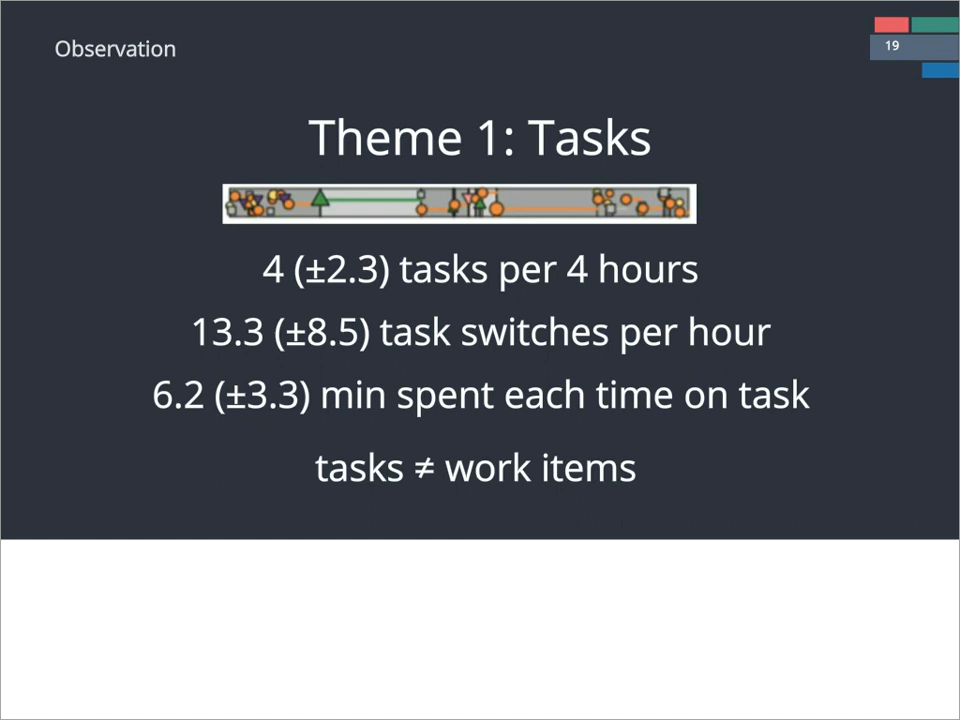 Observation
19
Theme 1: Tasks
4 (±2.3) tasks per 4 hours
13.3 (±8.5) task switches per hour
6.2 (±3.3) min spent each time on task
tasks ≠ work items